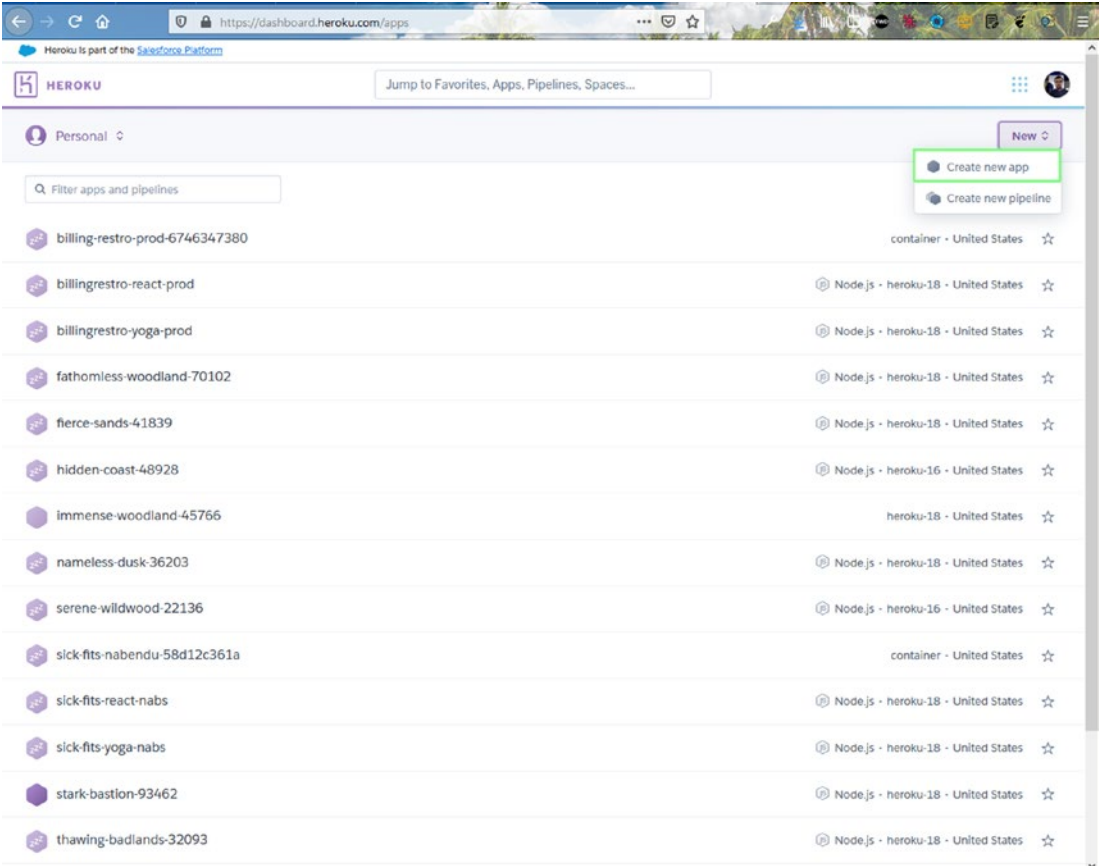 https://dashboard.heroku.com/apps
Heroku is part of the Salesforce Platform
HEROKU
Jump to Favorites, Apps, Pipelines, Spaces...
Personal
New
Create new app
Filter apps and pipelines
Create new pipeline
billing-restro-prod-6746347380 container • United States
billingrestro-react-prod Node.js • heroku-18 • United States
billingrestro-yoga-prod Node.js • heroku-18 • United States
fathomless-woodland-70102 Node.js • heroku-18 • United States
fierce-sands-41839 Node.js • heroku-18 • United States
hidden-coast-48928 Node.js • heroku-16 • United States
immense-woodland-45766 heroku-18 • United States
nameless-dusk-36203 Node.js • heroku-18 • United States
serene-wildwood-22136 Node.js • heroku-16 • United States
sick-fits-nabendu-58d12c361a container • United States
sick-fits-react-nabs Node.js • heroku-18 • United States
sick-fits-yoga-nabs Node.js • heroku-18 • United States
stark-bastion-93462 Node.js • heroku-18 • United States
thawing-badlands-32093 Node.js • heroku-18 • United States